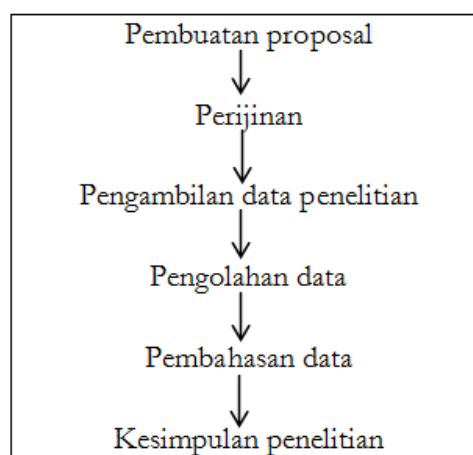 Pembuatan proposal
Perijinan
Pengambilan data penelitian
Pengolahan data
Pembahasan data
Kesimpulan penelitian